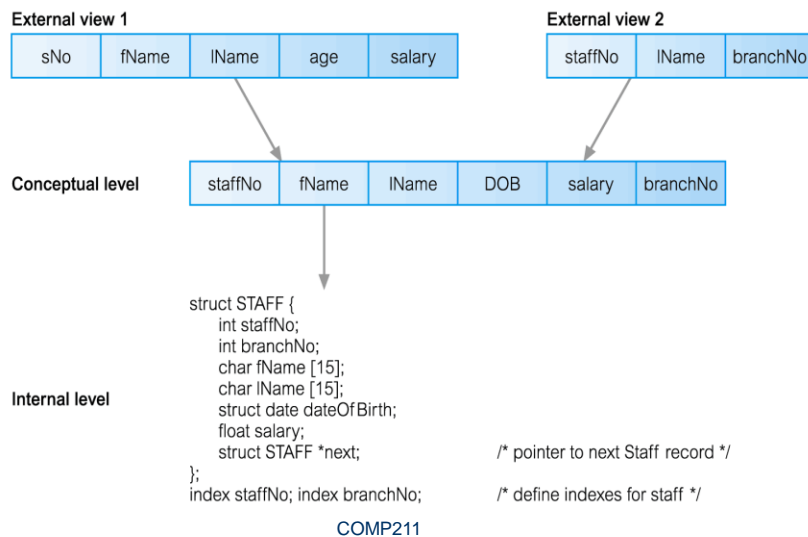 External view 1 External view 2
sNo fName lName age salary staffNo lName branchNo
Conceptual level staffNo fName lName DOB salary branchNo
struct STAFF {
int staffNo;
int branchNo;
char fName [15];
char lName [15];
Internal level
struct date dateOfBirth;
float salary;
struct STAFF *next; /* pointer to next Staff record */
};
index staffNo; index branchNo; /* define indexes for staff */
COMP211